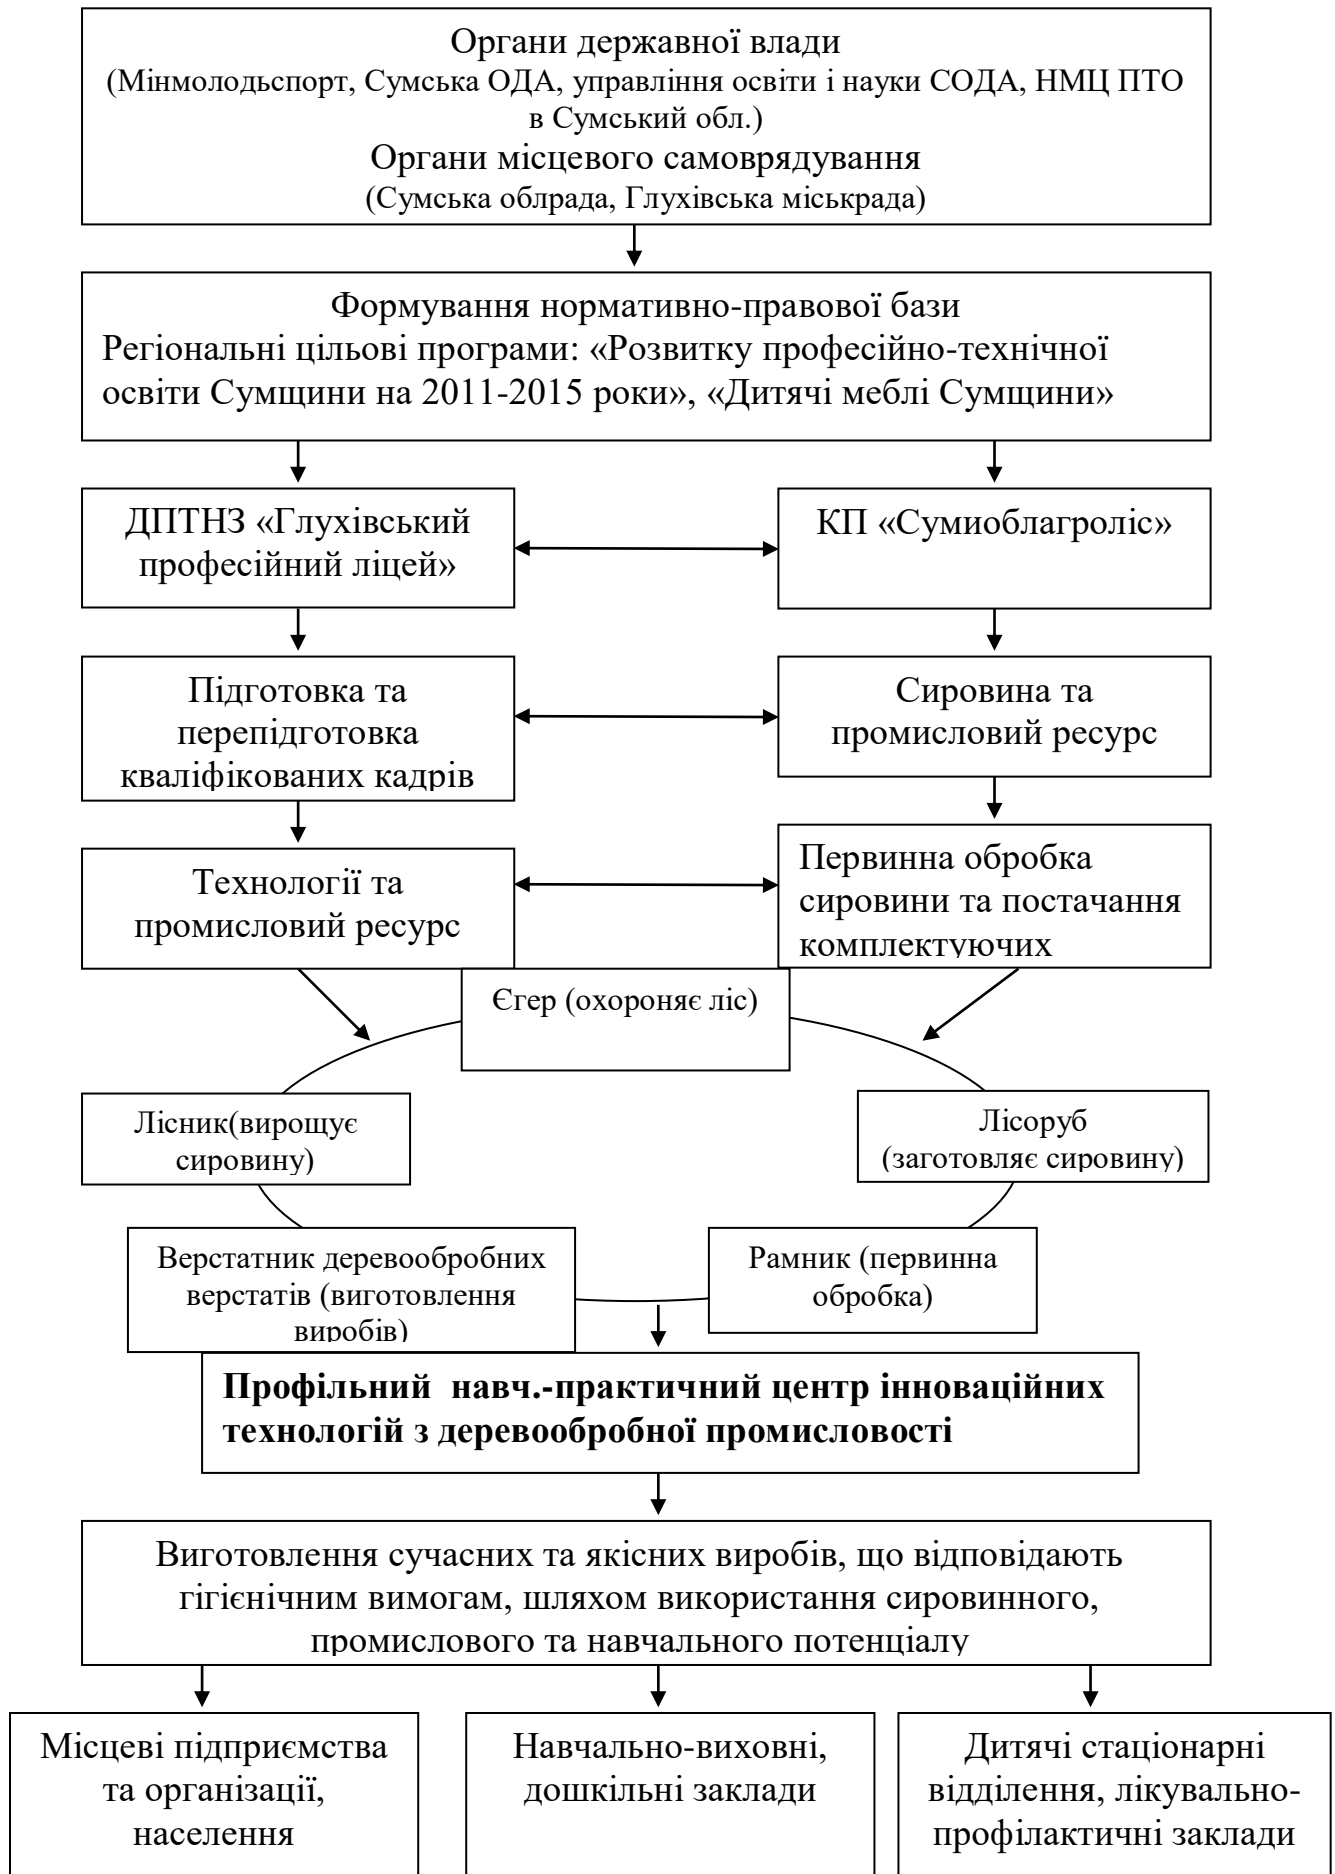 Органи державної влади
(Мінмолодьспорт, Сумська ОДА, управління освіти і науки СОДА, НМЦ ПТО
в Сумський обл.)
Органи місцевого самоврядування
(Сумська облрада, Глухівська міськрада)
Формування нормативно-правової бази
Регіональні цільові програми: «Розвитку професійно-технічної
освіти Сумщини на 2011-2015 роки», «Дитячі меблі Сумщини»
ДПТНЗ «Глухівський
професійний ліцей»
КП «Сумиоблагроліс»
Підготовка та
перепідготовка
кваліфікованих кадрів
Сировина та
промисловий ресурс
Технології та
промисловий ресурс
Первинна обробка
сировини та постачання
комплектуючих
Єгер (охороняє ліс)
Лісник(вирощує
сировину)
Лісоруб
(заготовляє сировину)
Верстатник деревообробних
верстатів (виготовлення
виробів)
Рамник (первинна
обробка)
Профільний  навч.-практичний центр інноваційних
технологій з деревообробної промисловості
Виготовлення сучасних та якісних виробів, що відповідають
гігієнічним вимогам, шляхом використання сировинного,
промислового та навчального потенціалу
Місцеві підприємства
та організації,
населення
Навчально-виховні,
дошкільні заклади
Дитячі стаціонарні
відділення, лікувально-
профілактичні заклади